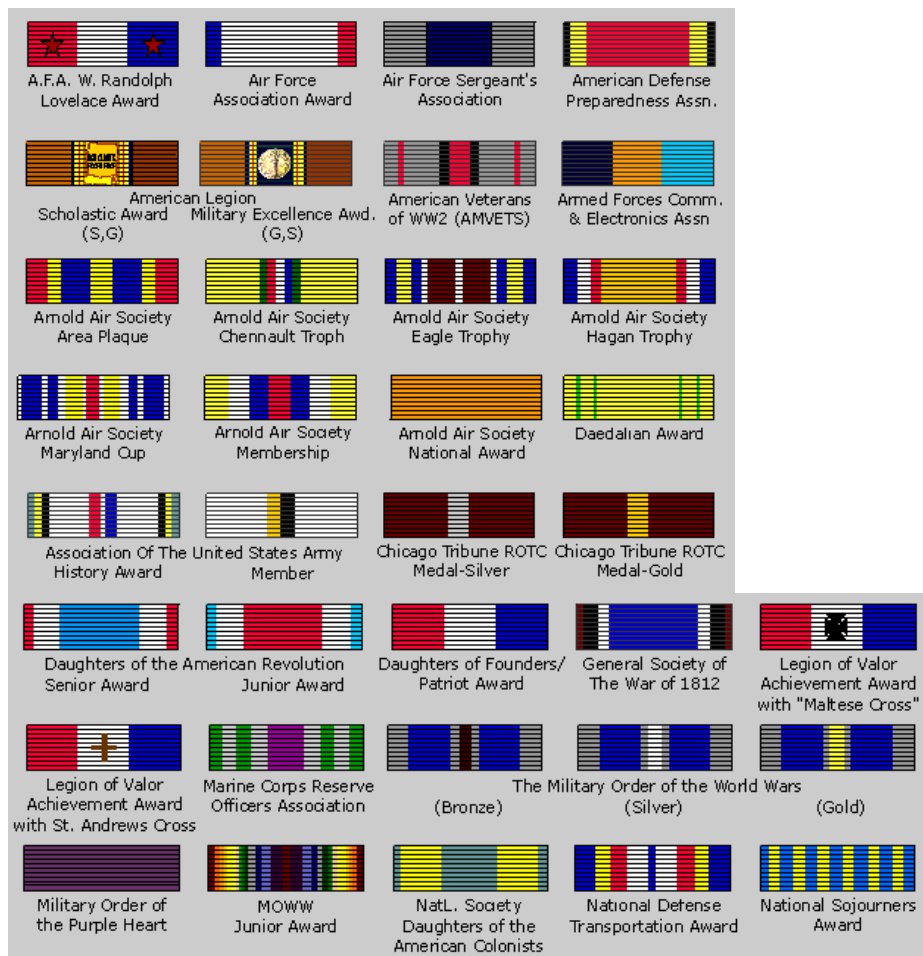 A.F.A. W. Randolph
Lovelace Award
Air Force
Association Award
Air Force Sergeant's
Association
American Defense
Preparedness Assn.
American Legion
Scholastic Award
(S,G)
Military Excellence Awd.
(G,S)
American Veterans
of WW2 (AMVETS)
Armed Forces Comm.
& Electronics Assn
Arnold Air Society
Area Plaque
Arnold Air Society
Chennault Troph
Arnold Air Society
Eagle Trophy
Arnold Air Society
Hagan Trophy
Arnold Air Society
Maryland Cup
Arnold Air Society
Membership
Arnold Air Society
National Award
Daedalian Award
Association Of The United States Army
History Award
Member
Chicago Tribune ROTC
Medal-Silver
Chicago Tribune ROTC
Medal-Gold
Daughters of the American Revolution
Senior Award
Junior Award
Daughters of Founders/
Patriot Award
General Society of
The War of 1812
Legion of Valor
Achievement Award
with "Maltese Cross"
Legion of Valor
Achievement Award
with St. Andrews Cross
Marine Corps Reserve
Officers Association
The Military Order of the World Wars
(Bronze)
(Silver)
(Gold)
Military Order of
the Purple Heart
MOWW
Junior Award
NatL. Society
Daughters of the
American Colonists
National Defense
Transportation Award
National Sojourners
Award